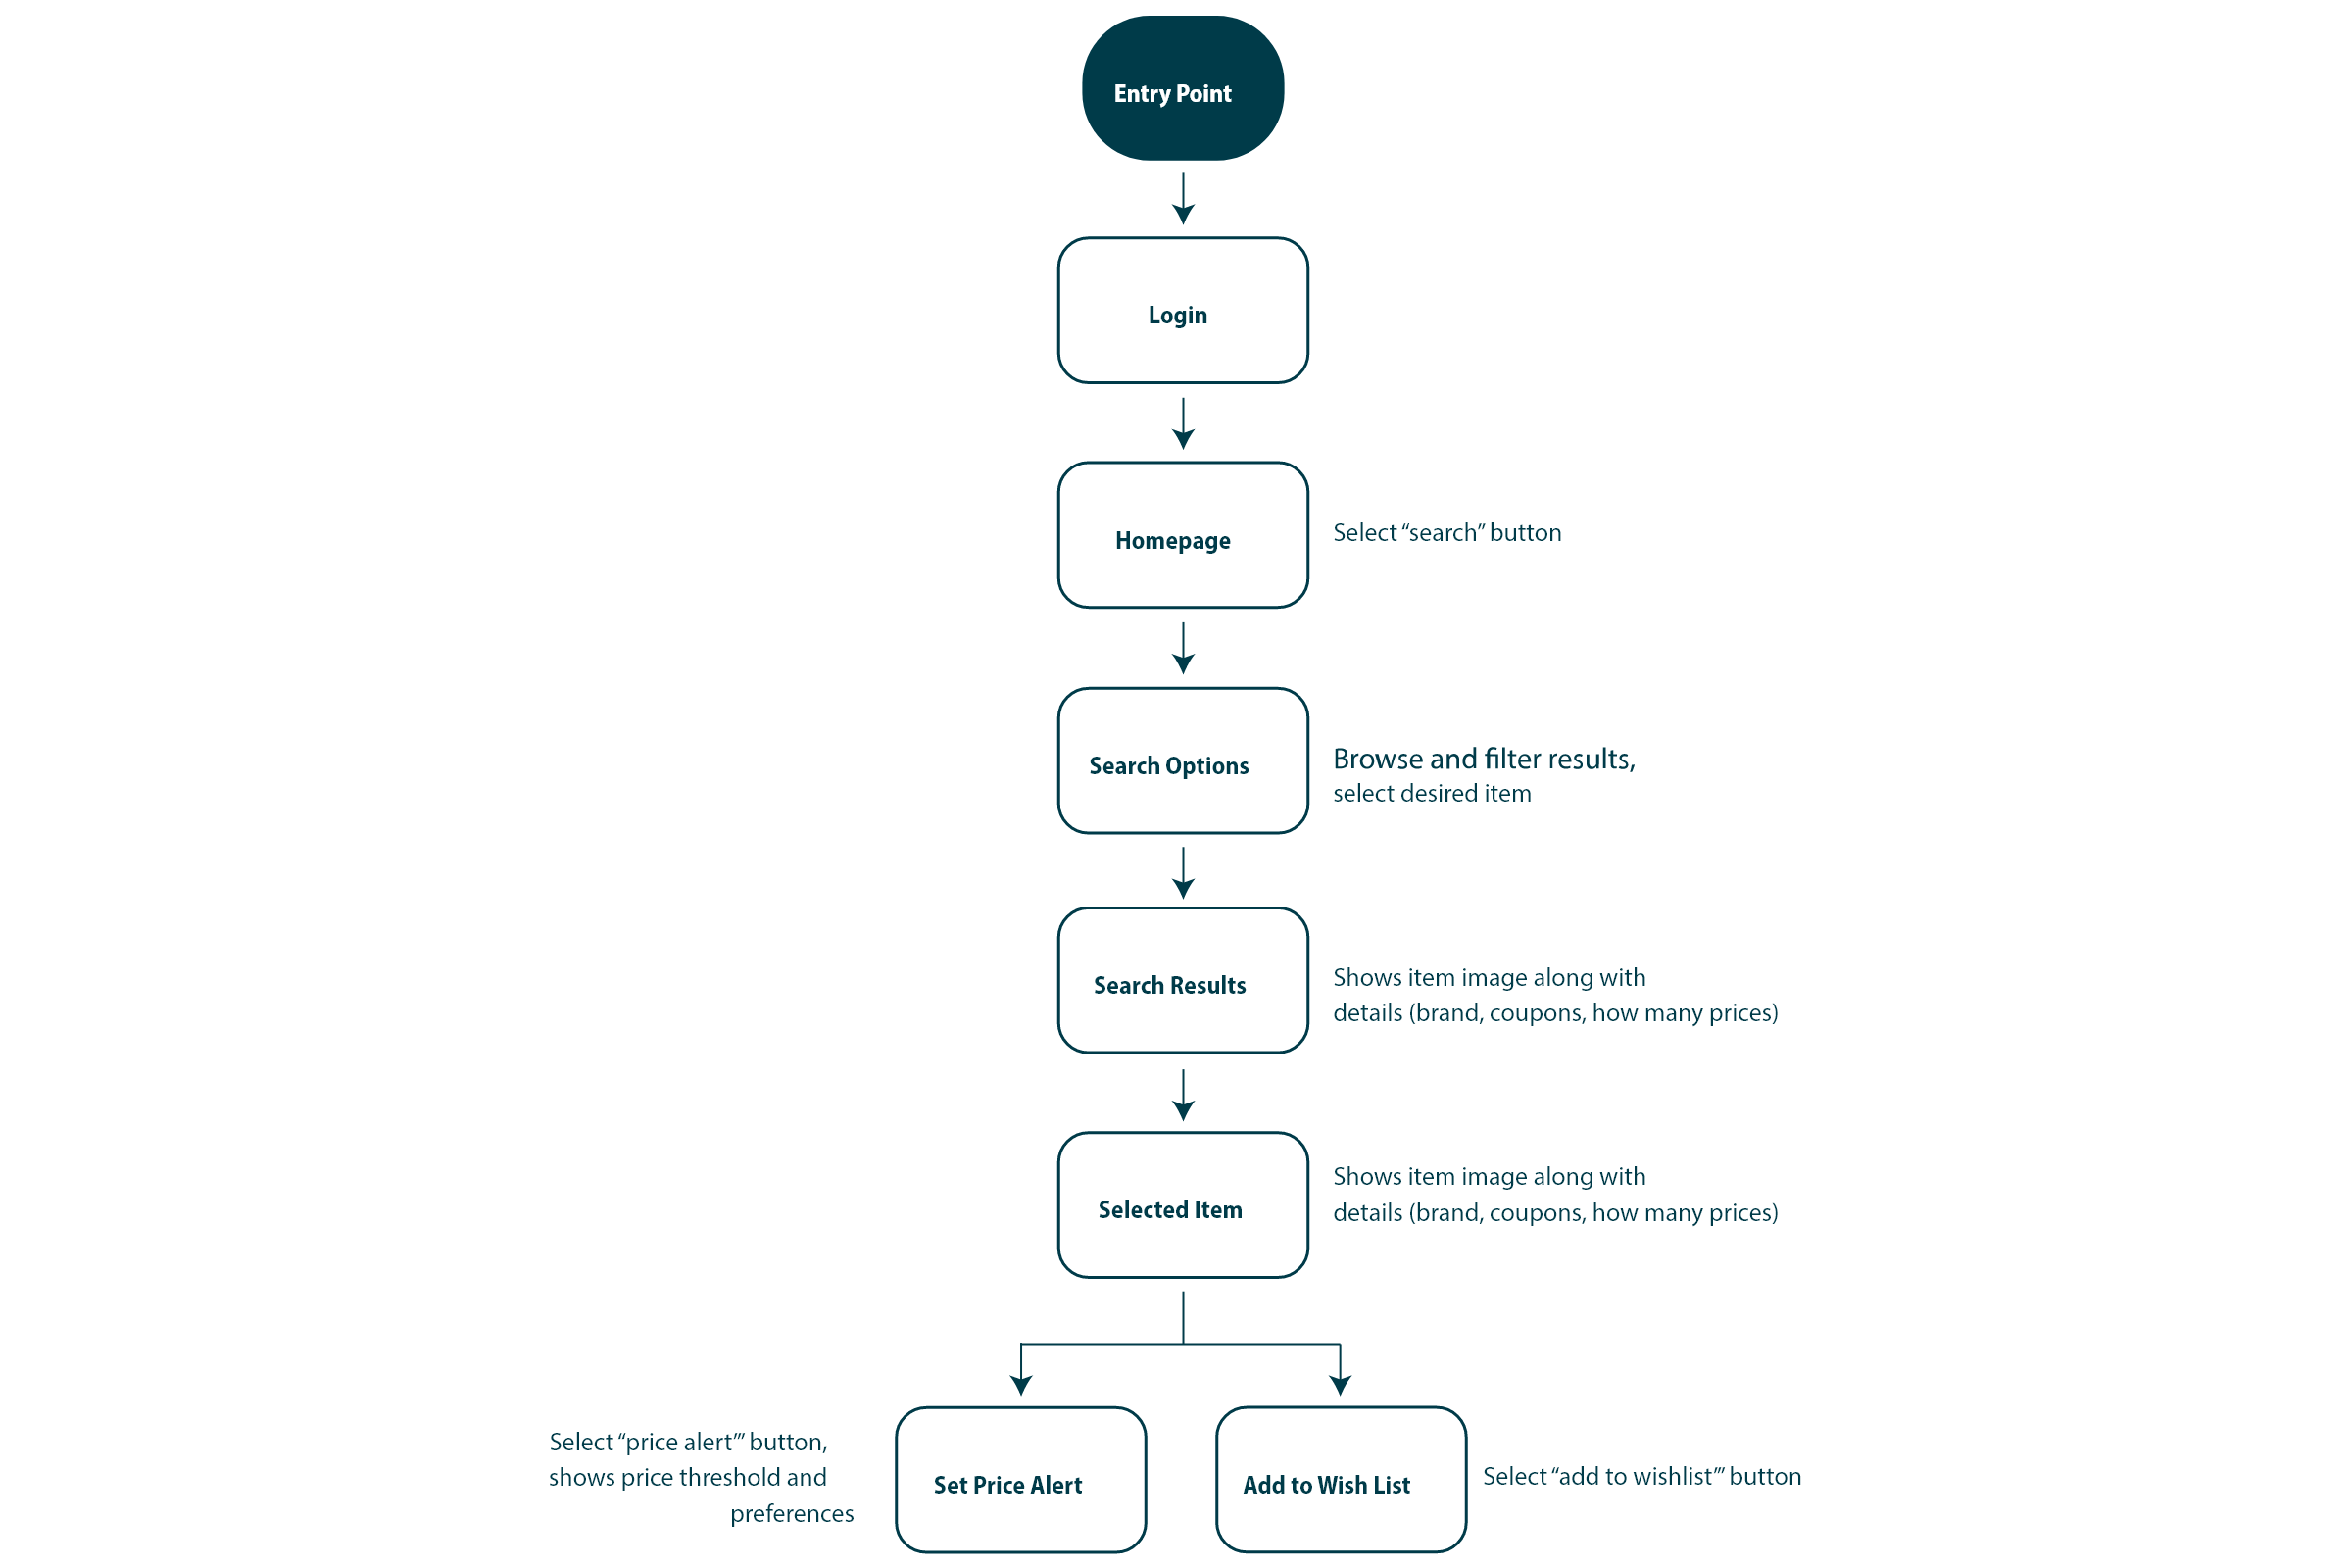 Entry Point
Login
Homepage
Select “search” button
Search Options
Browse and filter results,
select desired item
Search Results
Shows item image along with
details (brand, coupons, how many prices)
Selected Item
Shows item image along with
details (brand, coupons, how many prices)
Select “price alert”’ button,
shows price threshold and
preferences
Set Price Alert
Add to Wish List
Select “add to wishlist”’ button